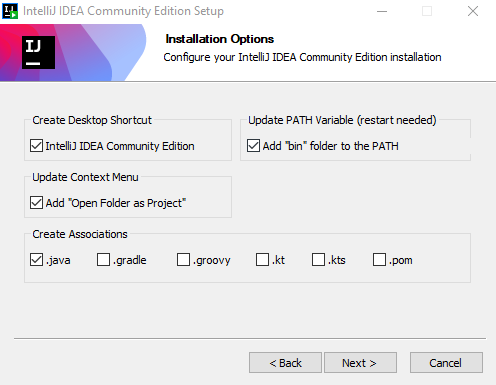 IntelliJ IDEA Community Edition Setup
IJ
Installation Options
Configure your IntelliJ IDEA Community Edition installation
Create Desktop Shortcut
IntelliJ IDEA Community Edition
Update PATH Variable (restart needed)
Add "bin" folder to the PATH
Update Context Menu
Add "Open Folder as Project"
Create Associations
.java .gradle .groovy .kt .kts .pom
< Back Next > Cancel